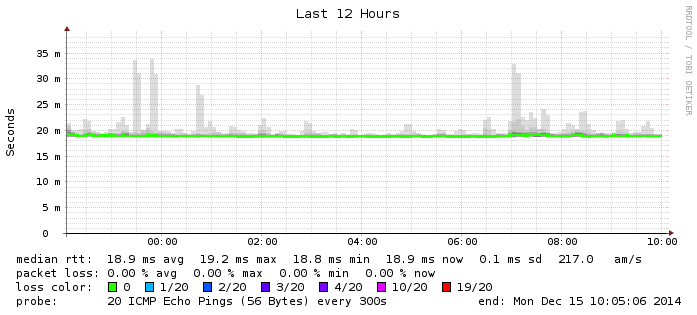 Last 12 Hours
RRDTOOL / TOBI OETIKER
Seconds
35 m
30 m
25 m
20 m
15 m
10 m
5 m
0
00:00 02:00 04:00 06:00 08:00 10:00
median rtt: 18.9 ms avg 19.2 ms max 18.8 ms min 18.9 ms now 0.1 ms sd 217.0 am/s
packet loss: 0.00 % avg 0.00 % max 0.00 % min 0.00 % now
loss color: 0 1/20 2/20 3/20 4/20 10/20 19/20
probe: 20 ICMP Echo Pings (56 Bytes) every 300s end: Mon Dec 15 10:05:06 2014